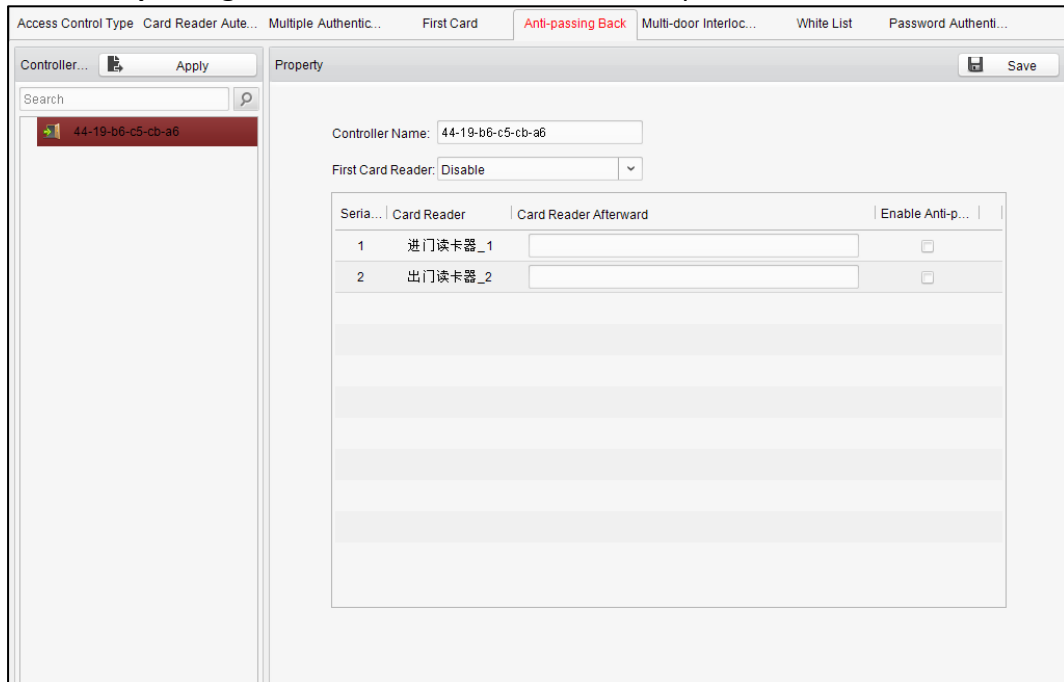 Access Control Type Card Reader Aute... Multiple Authentic... First Card Anti-passing Back Multi-door Interloc... White List Password Authenti...
Controller... Apply Property Save
Search
44-19-b6-c5-cb-a6
Controller Name: 44-19-b6-c5-cb-a6
First Card Reader: Disable
Seria... Card Reader Card Reader Afterward Enable Anti-p...
1 进门读卡器_1
2 出门读卡器_2